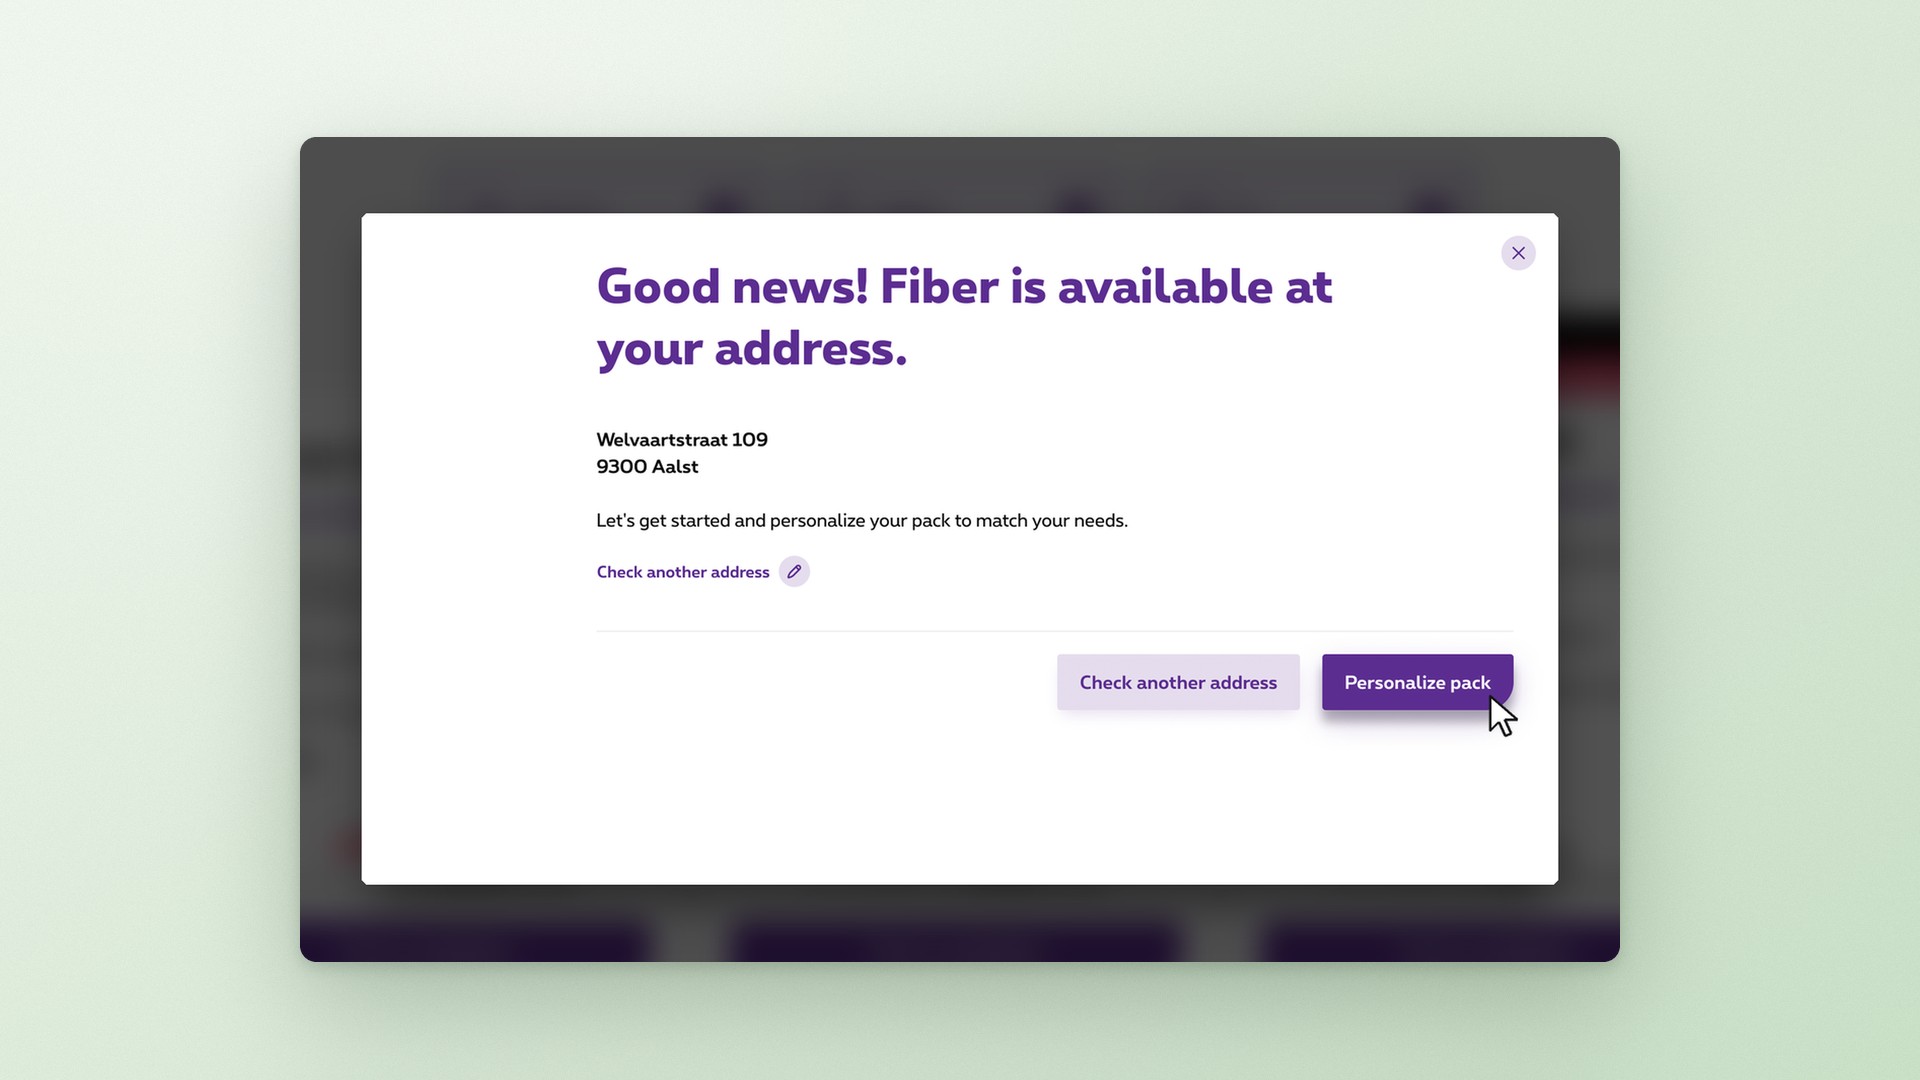 Good news! Fiber is available at
your address.
Welvaartstraat 109
9300 Aalst
Let's get started and personalize your pack to match your needs.
Check another address
Check another address
Personalize pack